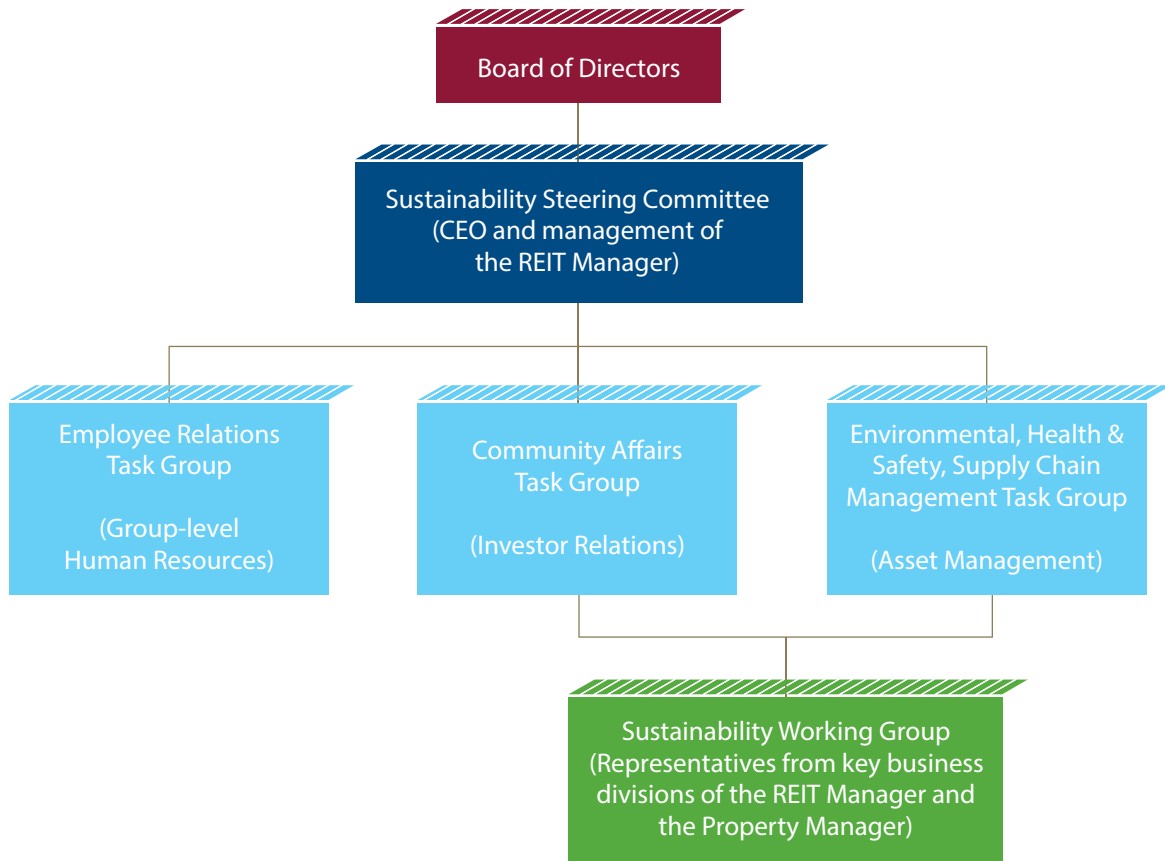 Board of Directors
Sustainability Steering Committee
(CEO and management of
the REIT Manager)
Employee Relations
Task Group
(Group-level
Human Resources)
Community Affairs
Task Group
(Investor Relations)
Environmental, Health &
Safety, Supply Chain
Management Task Group
(Asset Management)
Sustainability Working Group
(Representatives from key business
divisions of the REIT Manager and
the Property Manager)